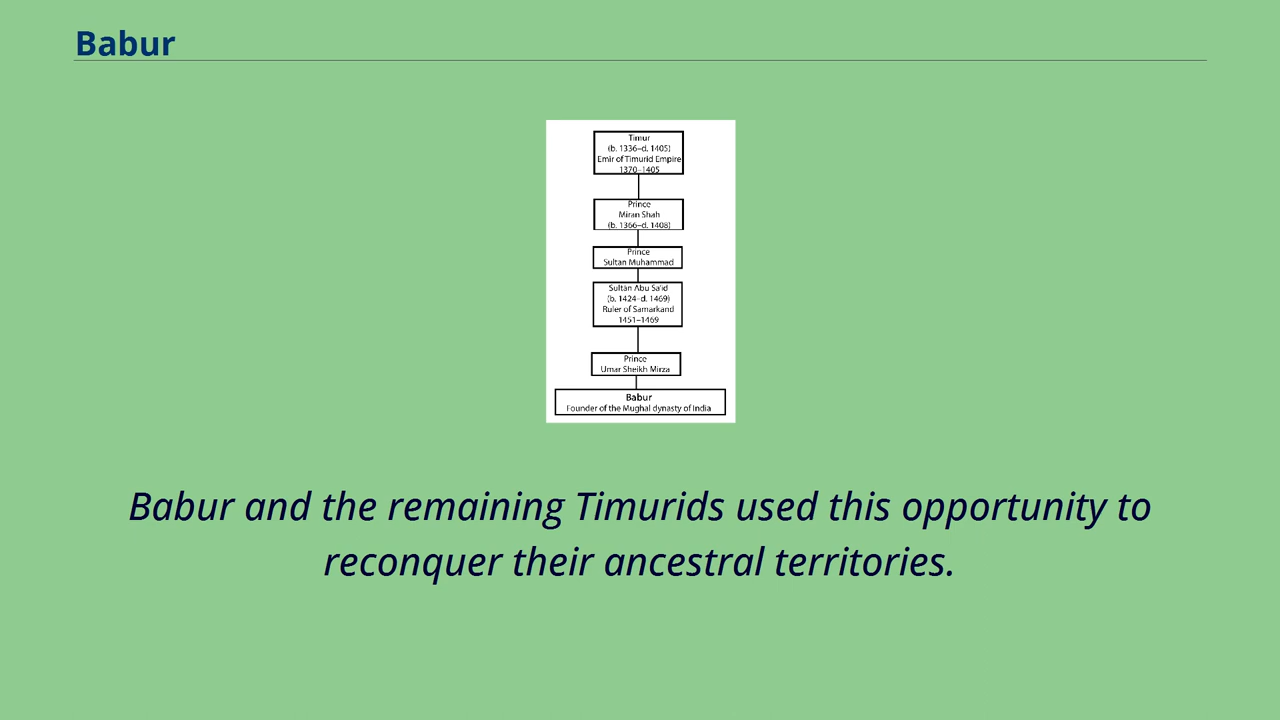 Babur
Timur
(b. 1336–d. 1405)
Emir of Timurid Empire
1370–1405
Prince
Miran Shah
(b. 1366–d. 1408)
Prince
Sultan Muhammad
Sultan Abu Sa'id
(b. 1424–d. 1469)
Ruler of Samarkand
1451–1469
Prince
Umar Sheikh Mirza
Babur
Founder of the Mughal dynasty of India
Babur and the remaining Timurids used this opportunity to
reconquer their ancestral territories.